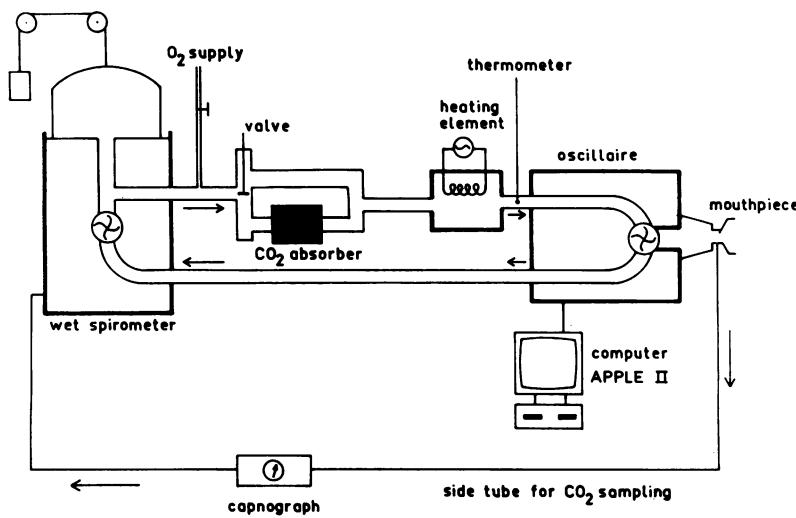 O2 supply
thermometer
valve
heating
element
oscillaire
mouthpiece
CO2 absorber
wet spirometer
computer
APPLE II
side tube for CO2 sampling
capnograph